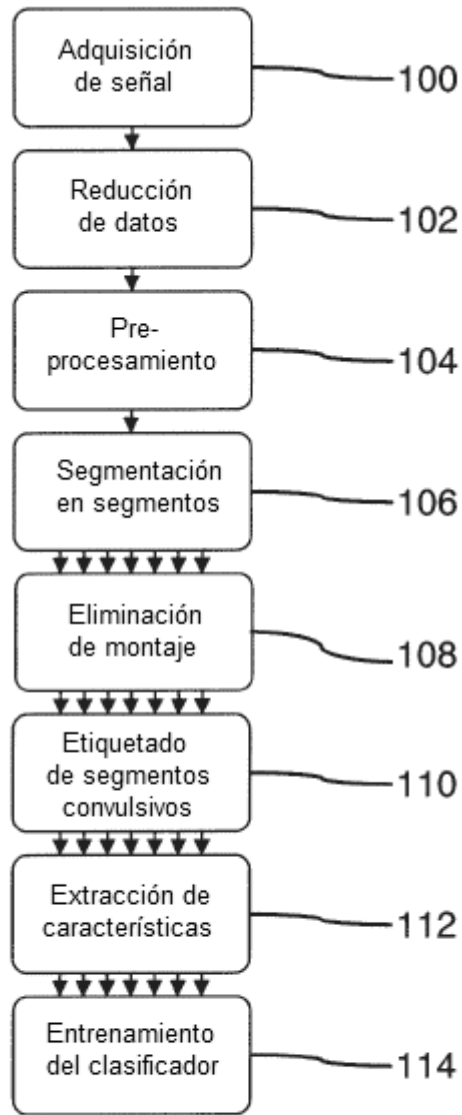 Adquisición
de señal
100
Reducción
de datos
102
Pre-
procesamiento
104
Segmentación
en segmentos
106
Eliminación
de montaje
108
Etiquetado
de segmentos
convulsivos
110
Extracción de
características
112
Entrenamiento
del clasificador
114